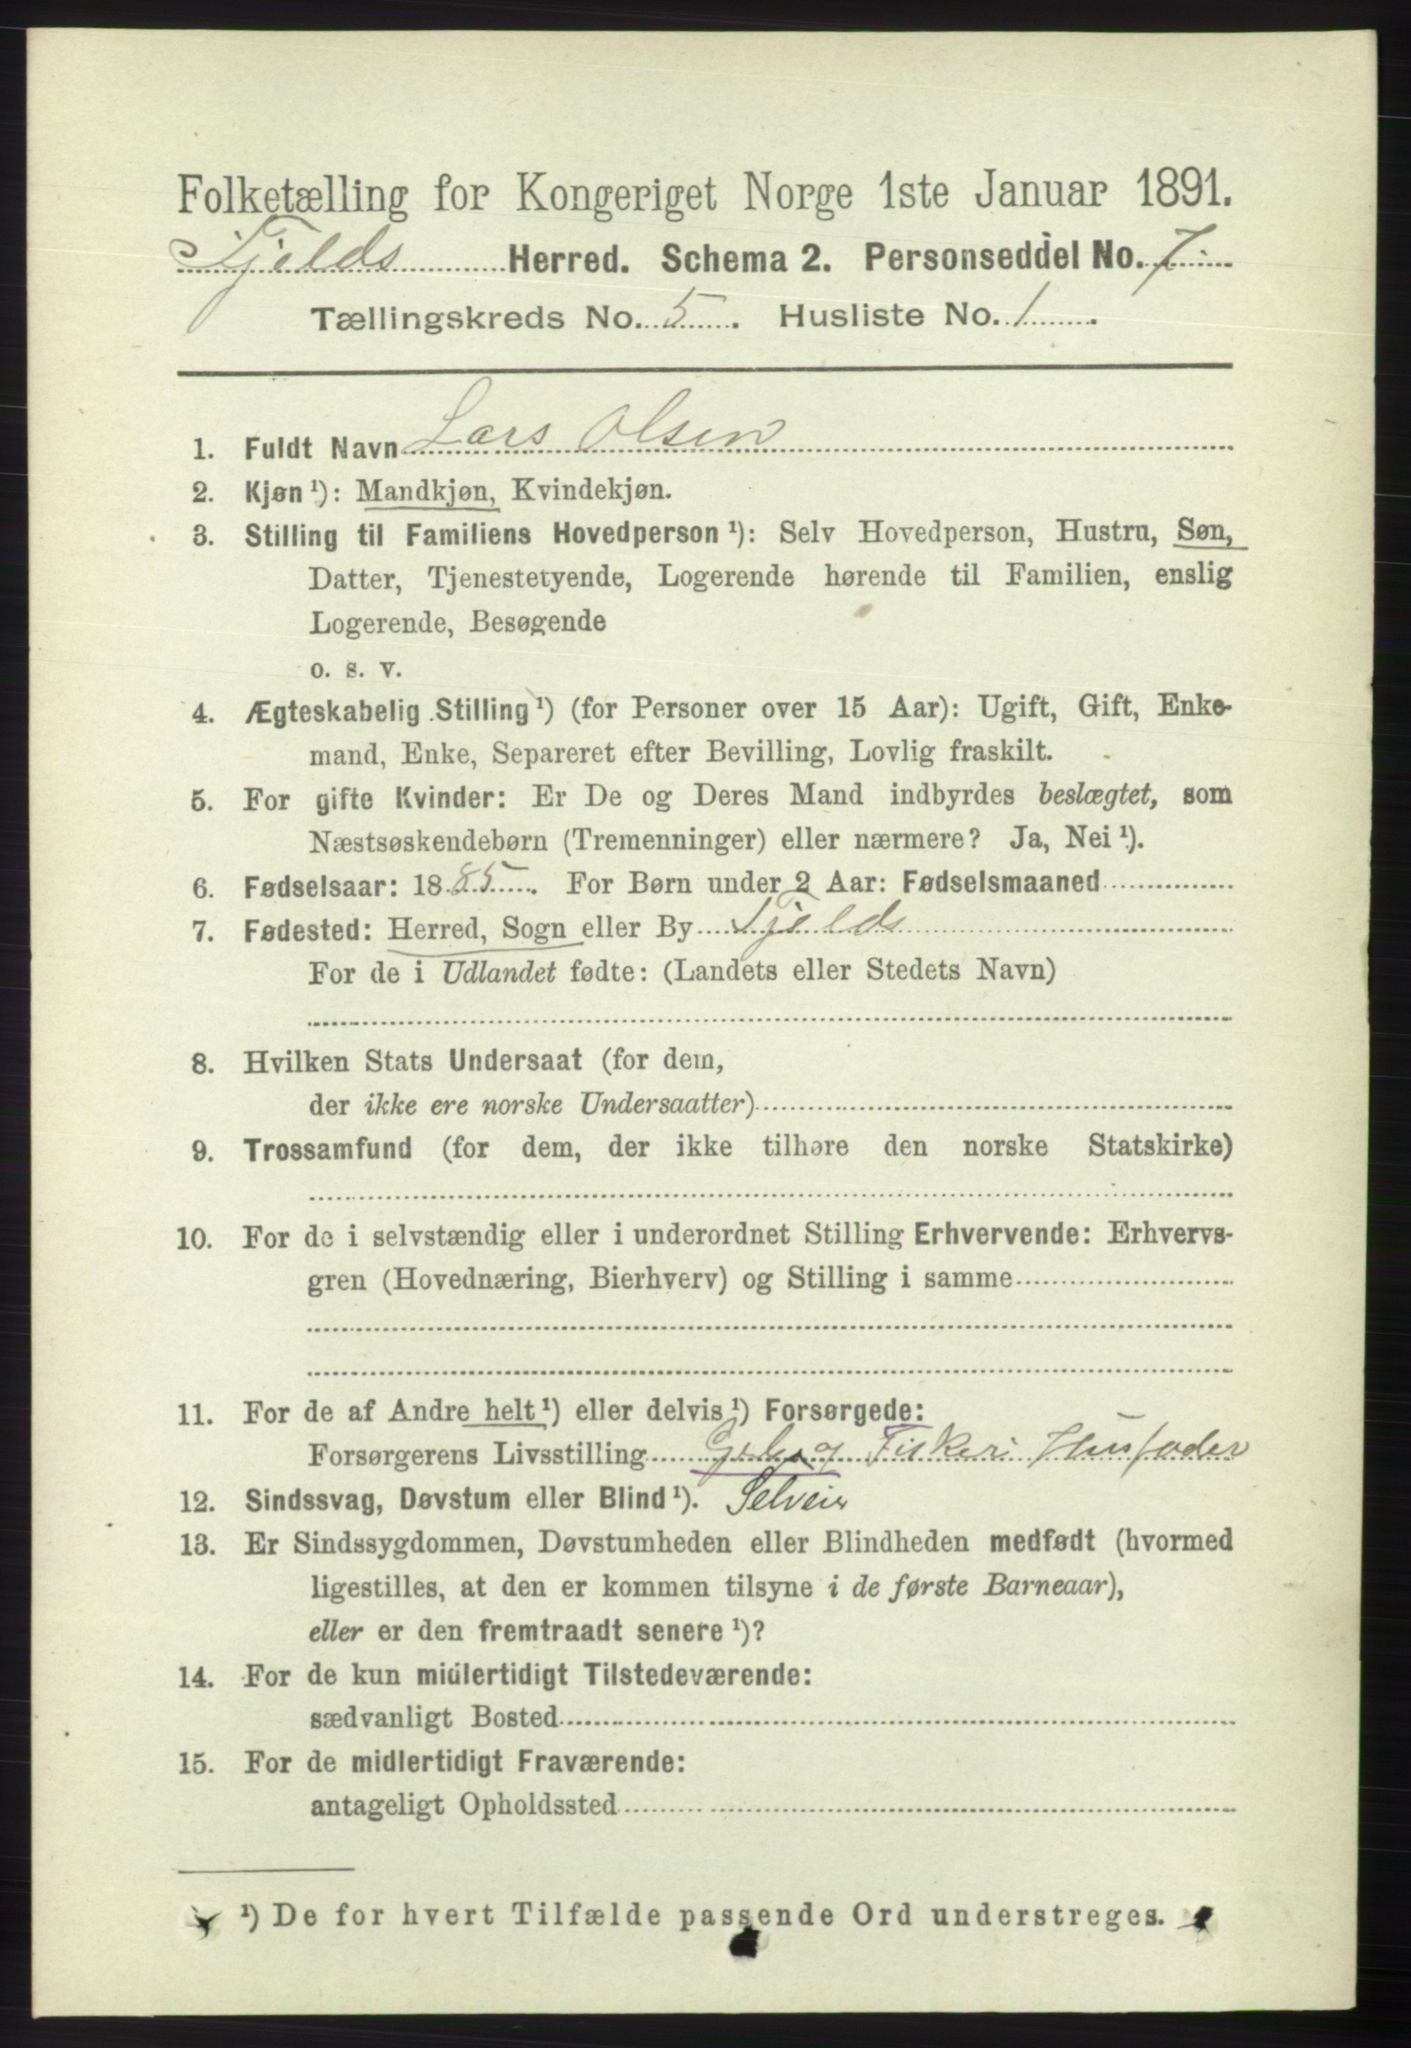 Folketælling for Kongeriget Norge 1ste Januar 1891.
Fjelds Herred. Schema 2. Personseddel No. 7.
Tællingskreds No. 5. Husliste No. 1.
1. Fuldt Navn Lars Olsen
2. Kjøn ¹): Mandkjøn, Kvindekjøn.
3. Stilling til Familiens Hovedperson ¹): Selv Hovedperson, Hustru, Søn,
Datter, Tjenestetyende, Logerende hørende til Familien, enslig
Logerende, Besøgende
o. s. v.
4. Ægteskabelig Stilling ¹) (for Personer over 15 Aar): Ugift, Gift, Enke-
mand, Enke, Separeret efter Bevilling, Lovlig fraskilt.
5. For gifte Kvinder: Er De og Deres Mand indbyrdes beslægtet, som
Næstsøskendebørn (Tremenninger) eller nærmere? Ja, Nei ¹).
6. Fødselsaar: 1885. For Børn under 2 Aar: Fødselsmaaned
7. Fødested: Herred, Sogn eller By Fjelds
For de i Udlandet fødte: (Landets eller Stedets Navn)
8. Hvilken Stats Undersaat (for dem,
der ikke ere norske Undersaatter)
9. Trossamfund (for dem, der ikke tilhøre den norske Statskirke)
10. For de i selvstændig eller i underordnet Stilling Erhvervende: Erhvervs-
gren (Hovednæring, Bierhverv) og Stilling i samme
11. For de af Andre helt ¹) eller delvis ¹) Forsørgede:
Forsørgerens Livsstilling og Fiskeri Husfader
12. Sindssvag, Døvstum eller Blind ¹). Selveier
13. Er Sindssygdommen, Døvstumheden eller Blindheden medfødt (hvormed
ligestilles, at den er kommen tilsyne i de første Barneaar),
eller er den fremtraadt senere ¹)?
14. For de kun midlertidigt Tilstedeværende:
sædvanligt Bosted
15. For de midlertidigt Fraværende:
antageligt Opholdssted
¹) De for hvert Tilfælde passende Ord understreges.